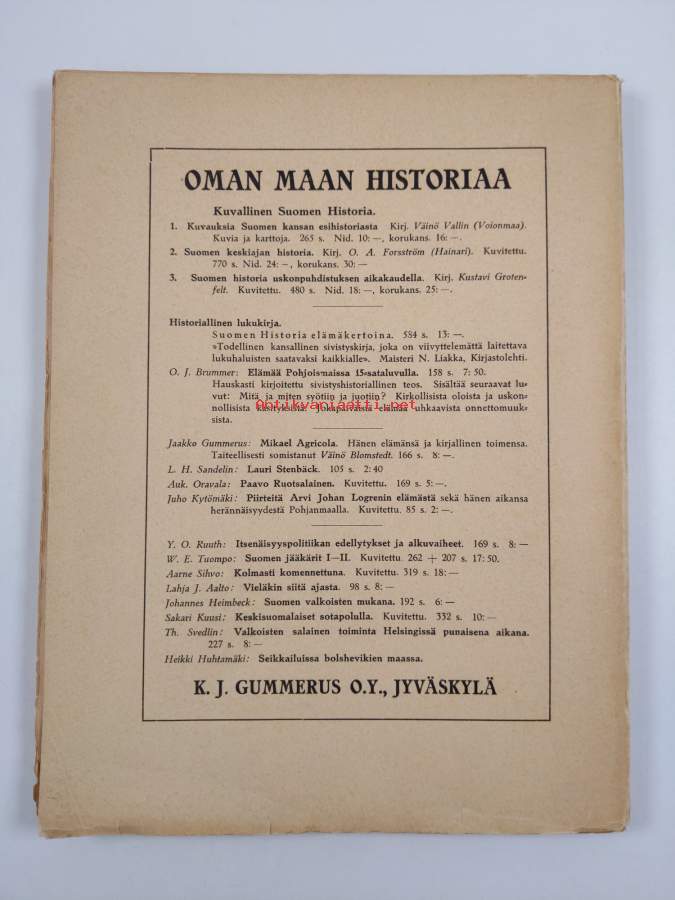 OMAN MAAN HISTORIAA
Kuvallinen Suomen Historia.
1. Kuvauksia Suomen kansan esihistoriasta Kirj. Väinö Vallin (Voionmaa).
Kuvia ja karttoja. 265 s. Nid. 10: —, korukans. 16: —.
2. Suomen keskiajan historia. Kirj. O. A. Forsström (Hainari). Kuvitettu.
770 s. Nid. 24: —, korukans. 30: —
3. Suomen historia uskonpuhdistuksen aikakaudella. Kirj. Kustavi Groten-
felt. Kuvitettu. 480 s. Nid. 18: —, korukans. 25: —.
Historiallinen lukukirja.
Suomen Historia elämäkertoina. 584 s. 13: —.
»Todellinen kansallinen sivistyskirja, joka on viivyttelemättä laitettava
lukuhaluisten saatavaksi kaikkialle». Maisteri N. Liakka, Kirjastolehti.
O. J. Brummer: Elämää Pohjoismaissa 15-sataluvulla. 158 s. 7: 50.
Hauskasti kirjoitettu sivistyshistoriallinen teos. Sisältää seuraavat lu-
vut: Mitä ja miten syötiin ja juotiin? Kirkollisista oloista ja uskon-
nollisista käsityksistä. Jokapäiväistä elämää uhkaavista onnettomuuk-
sista.
Antikvariaatti.net
Jaakko Gummerus: Mikael Agricola. Hänen elämänsä ja kirjallinen toimensa.
Taiteellisesti somistanut Väinö Blomstedt. 166 s. 8: —.
L. H. Sandelin: Lauri Stenbäck. 105 s. 2: 40
Auk. Oravala: Paavo Ruotsalainen. Kuvitettu. 169 s. 5: —.
Juho Kytömäki: Piirteitä Arvi Johan Logrenin elämästä sekä hänen aikansa
herännäisyydestä Pohjanmaalla. Kuvitettu. 85 s. 2: —.
Y. O. Ruuth: Itsenäisyyspolitiikan edellytykset ja alkuvaiheet. 169 s. 8: —
W. E. Tuompo: Suomen jääkärit I—II. Kuvitettu. 262 + 207 s. 17: 50.
Aarne Sihvo: Kolmasti komennettuna. Kuvitettu. 319 s. 18: —
Lahja J. Aalto: Vieläkin siitä ajasta. 98 s. 8: —
Johannes Heimbeck: Suomen valkoisten mukana. 192 s. 6: —
Sakari Kuusi: Keskisuomalaiset sotapolulla. Kuvitettu. 332 s. 10: —
Th. Svedlin: Valkoisten salainen toiminta Helsingissä punaisena aikana.
227 s. 8: —
Heikki Huhtamäki: Seikkailuissa bolshevikien maassa.
K. J. GUMMERUS O.Y., JYVÄSKYLÄ